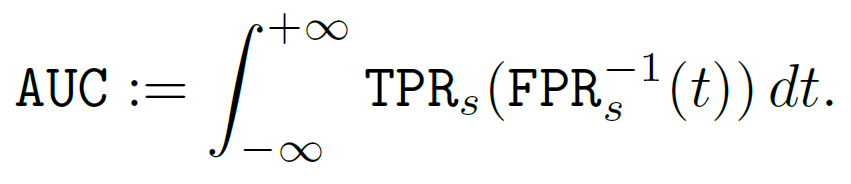 AUC := ∫_{-∞}^{+∞} TPR_s(FPR_s^{-1}(t)) dt.